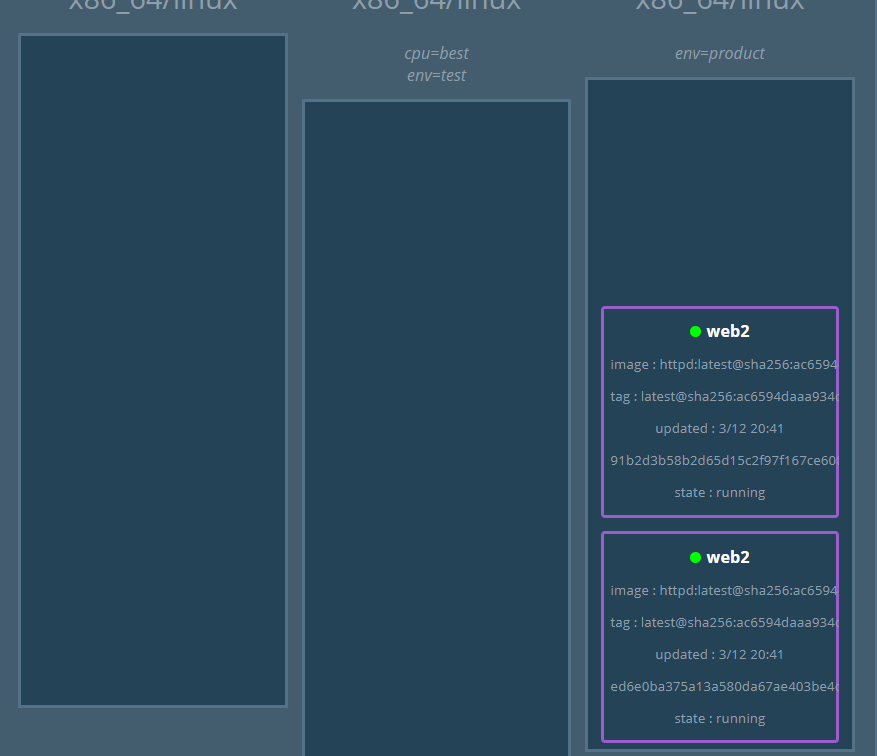 x86_64/linux
x86_64/linux
x86_64/linux
cpu=best
env=test
env=product
web2
image : httpd:latest@sha256:ac6594
tag : latest@sha256:ac6594daaa934
updated : 3/12 20:41
91b2d3b58b2d65d15c2f97f167ce60
state : running
web2
image : httpd:latest@sha256:ac6594
tag : latest@sha256:ac6594daaa934
updated : 3/12 20:41
ed6e0ba375a13a580da67ae403be4
state : running